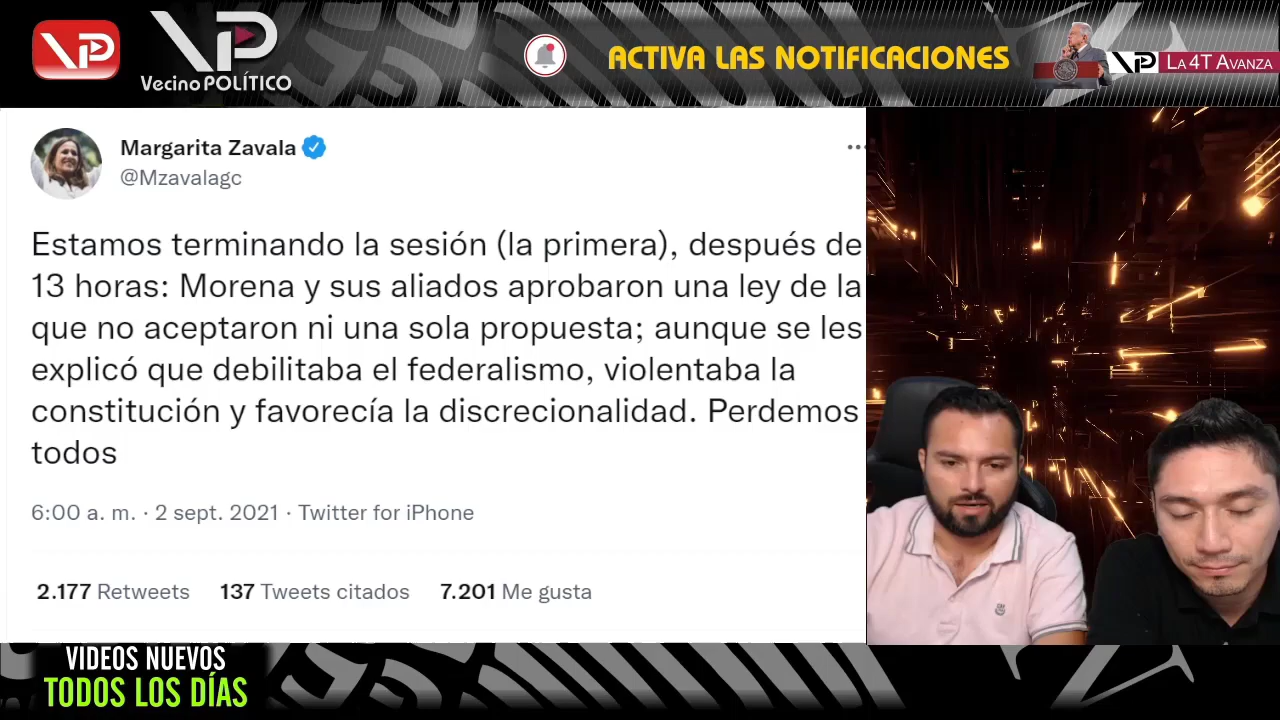 VP
VP
Vecino POLÍTICO
ACTIVA LAS NOTIFICACIONES
VP LA 4T AVANZA
Margarita Zavala
@Mzavalagc
Estamos terminando la sesión (la primera), después de
13 horas: Morena y sus aliados aprobaron una ley de la
que no aceptaron ni una sola propuesta; aunque se les
explicó que debilitaba el federalismo, violentaba la
constitución y favorecía la discrecionalidad. Perdemos
todos
6:00 a. m. · 2 sept. 2021 · Twitter for iPhone
2.177 Retweets 137 Tweets citados 7.201 Me gusta
VIDEOS NUEVOS
TODOS LOS DÍAS